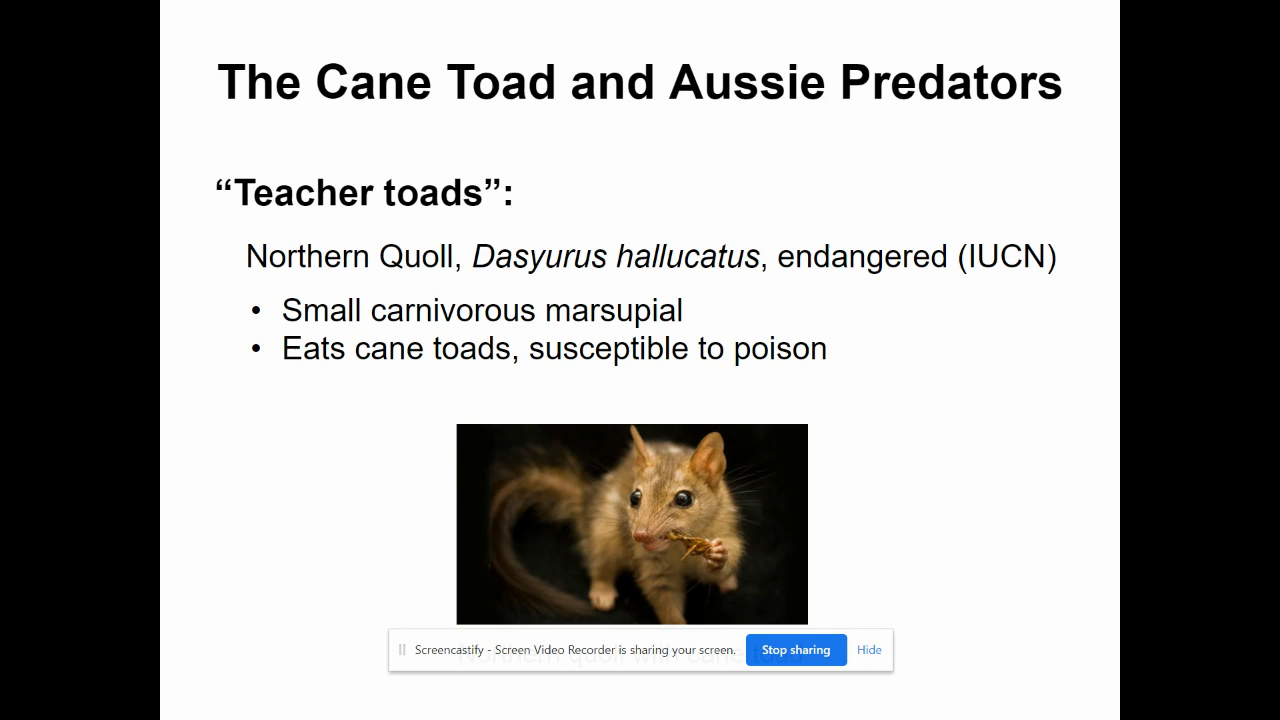 The Cane Toad and Aussie Predators
“Teacher toads”:
Northern Quoll, Dasyurus hallucatus, endangered (IUCN)
• Small carnivorous marsupial
• Eats cane toads, susceptible to poison
Screencastify - Screen Video Recorder is sharing your screen. Stop sharing Hide